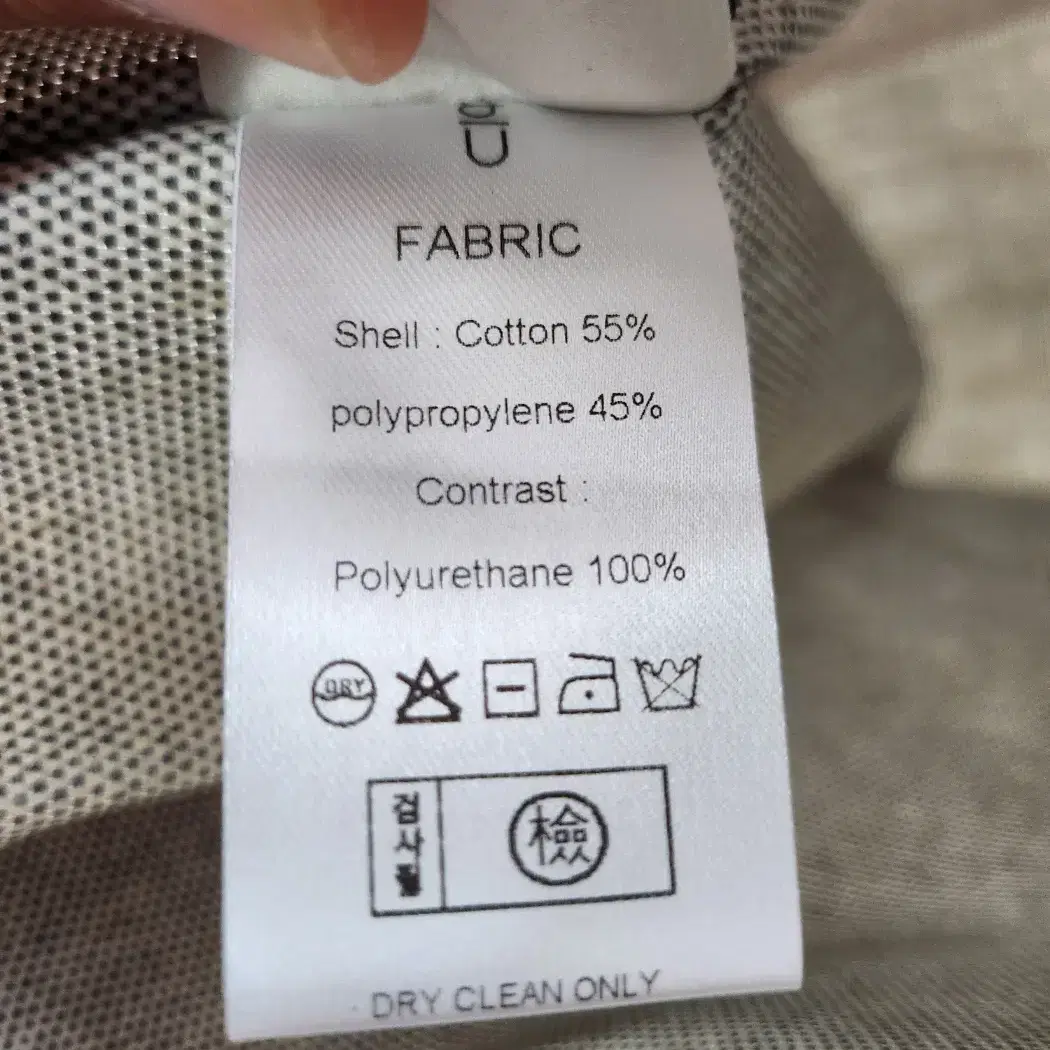 FABRIC
Shell : Cotton 55%
polypropylene 45%
Contrast :
Polyurethane 100%
DRY
검사필
檢
DRY CLEAN ONLY